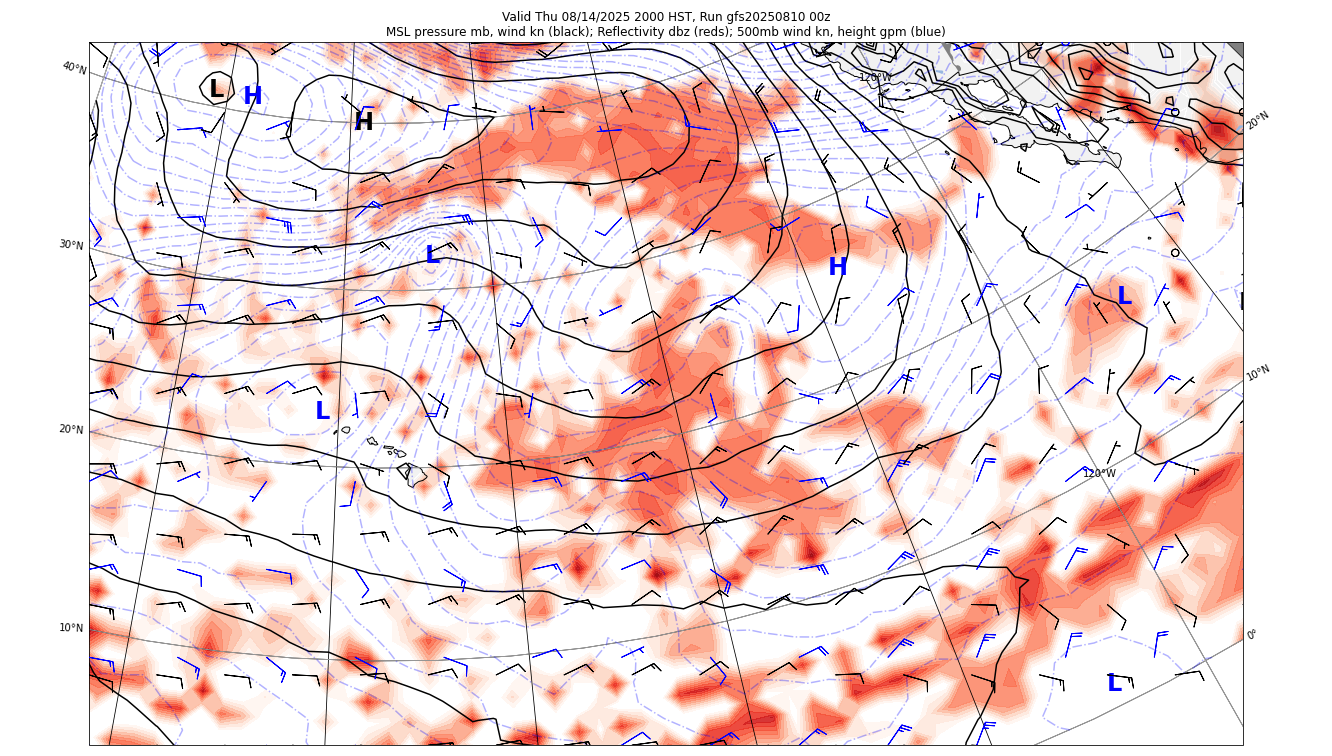 Valid Thu 08/14/2025 2000 HST, Run gfs20250810 00z
MSL pressure mb, wind kn (black); Reflectivity dbz (reds); 500mb wind kn, height gpm (blue)
40°N
120°W
L
H
H
20°N
30°N
L
H
L
10°N
L
20°N
120°W
10°N
0°
L